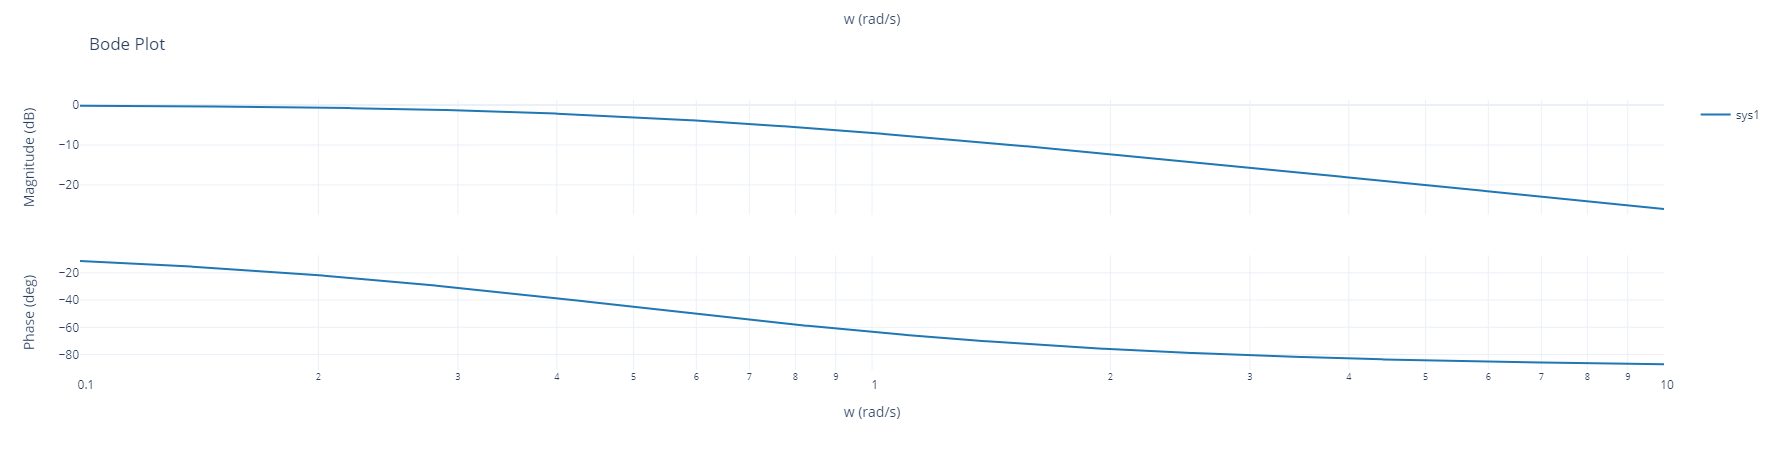 w (rad/s)
Bode Plot
0
−10
−20
Magnitude (dB)
sys1
−20
−40
−60
−80
Phase (deg)
0.1 2 3 4 5 6 7 8 9 1 2 3 4 5 6 7 8 9 10
w (rad/s)